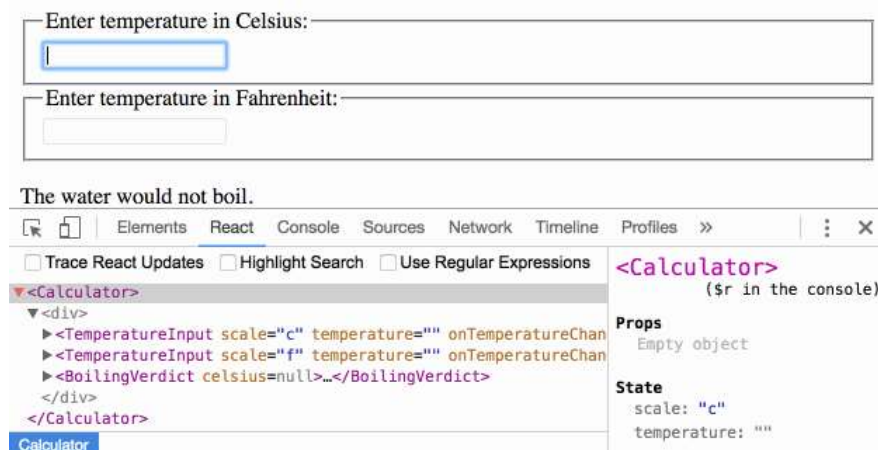 Enter temperature in Celsius:
Enter temperature in Fahrenheit:
The water would not boil.
Elements React Console Sources Network Timeline Profiles »
Trace React Updates Highlight Search Use Regular Expressions
<Calculator>
<div>
<TemperatureInput scale="c" temperature="" onTemperatureChan
<TemperatureInput scale="f" temperature="" onTemperatureChan
<BoilingVerdict celsius=null>…</BoilingVerdict>
</div>
</Calculator>
Calculator
<Calculator>
($r in the console)
Props
Empty object
State
scale: "c"
temperature: ""